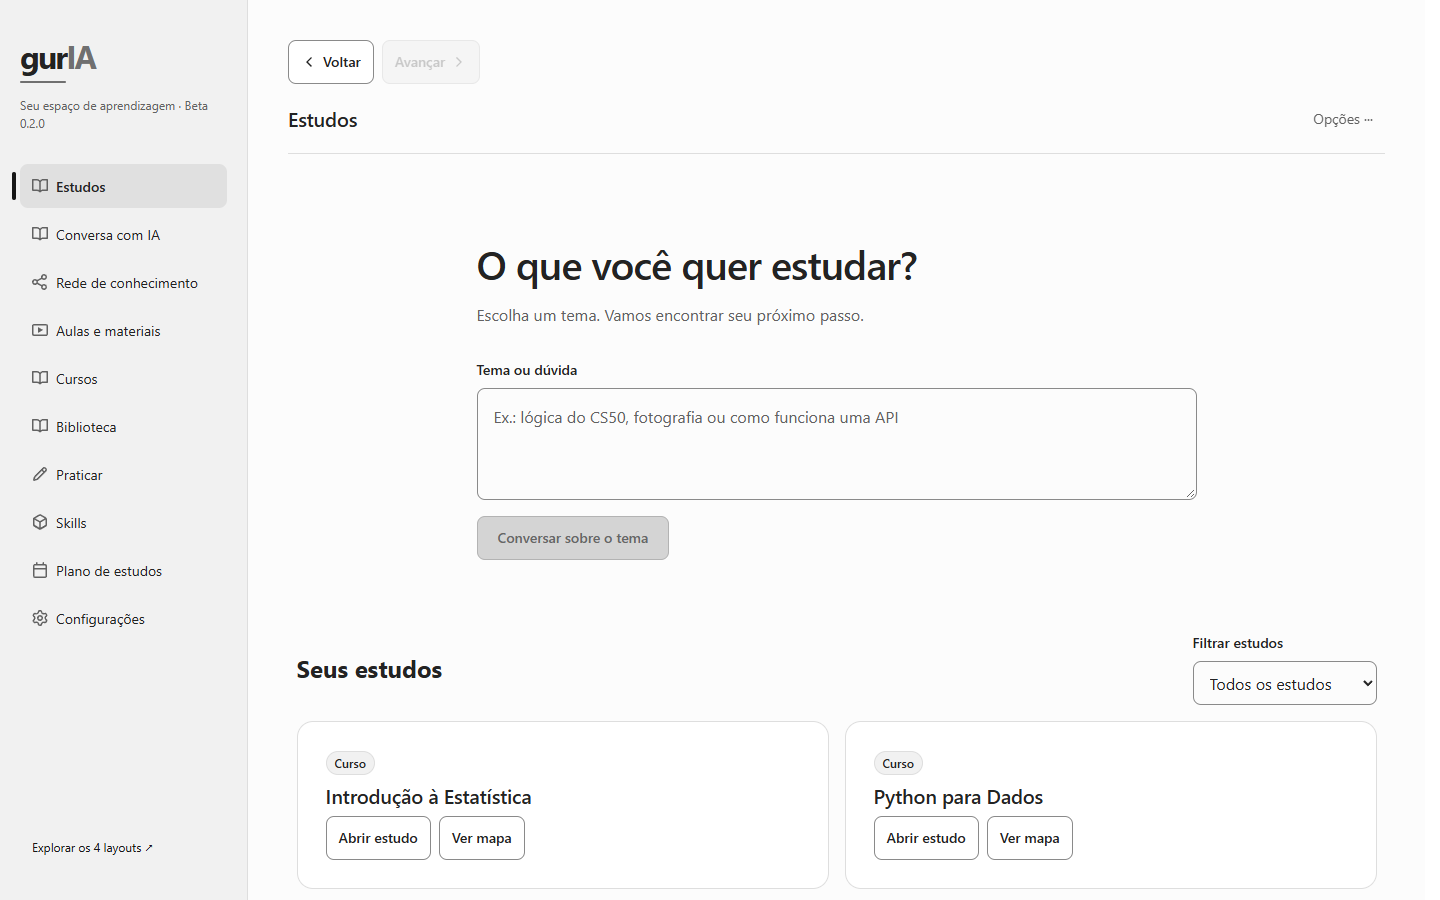 gurIA
Seu espaço de aprendizagem · Beta
0.2.0
Estudos
Conversa com IA
Rede de conhecimento
Aulas e materiais
Cursos
Biblioteca
Praticar
Skills
Plano de estudos
Configurações
Explorar os 4 layouts ↗
Voltar
Avançar
Estudos
Opções ···
O que você quer estudar?
Escolha um tema. Vamos encontrar seu próximo passo.
Tema ou dúvida
Ex.: lógica do CS50, fotografia ou como funciona uma API
Conversar sobre o tema
Seus estudos
Filtrar estudos
Todos os estudos
Curso
Introdução à Estatística
Abrir estudo
Ver mapa
Curso
Python para Dados
Abrir estudo
Ver mapa